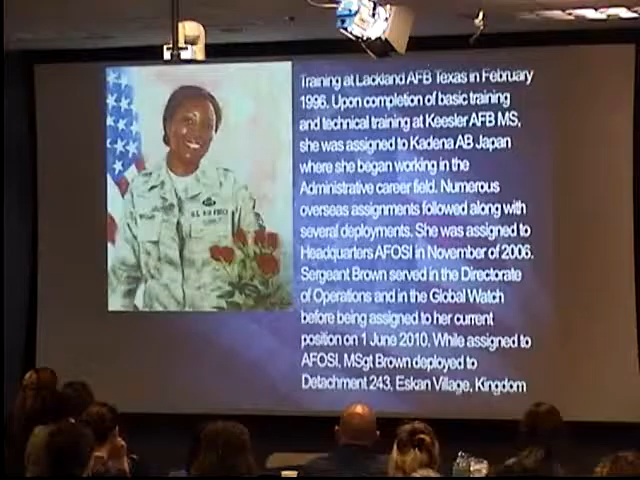 Training at Lackland AFB Texas in February
1996. Upon completion of basic training
and technical training at Keesler AFB MS,
she was assigned to Kadena AB Japan
where she began working in the
Administrative career field. Numerous
overseas assignments followed along with
several deployments. She was assigned to
Headquarters AFOSI in November of 2006.
Sergeant Brown served in the Directorate
of Operations and in the Global Watch
before being assigned to her current
position on 1 June 2010. While assigned to
AFOSI, MSgt Brown deployed to
Detachment 243, Eskan Village, Kingdom
U.S. AIR FORCE